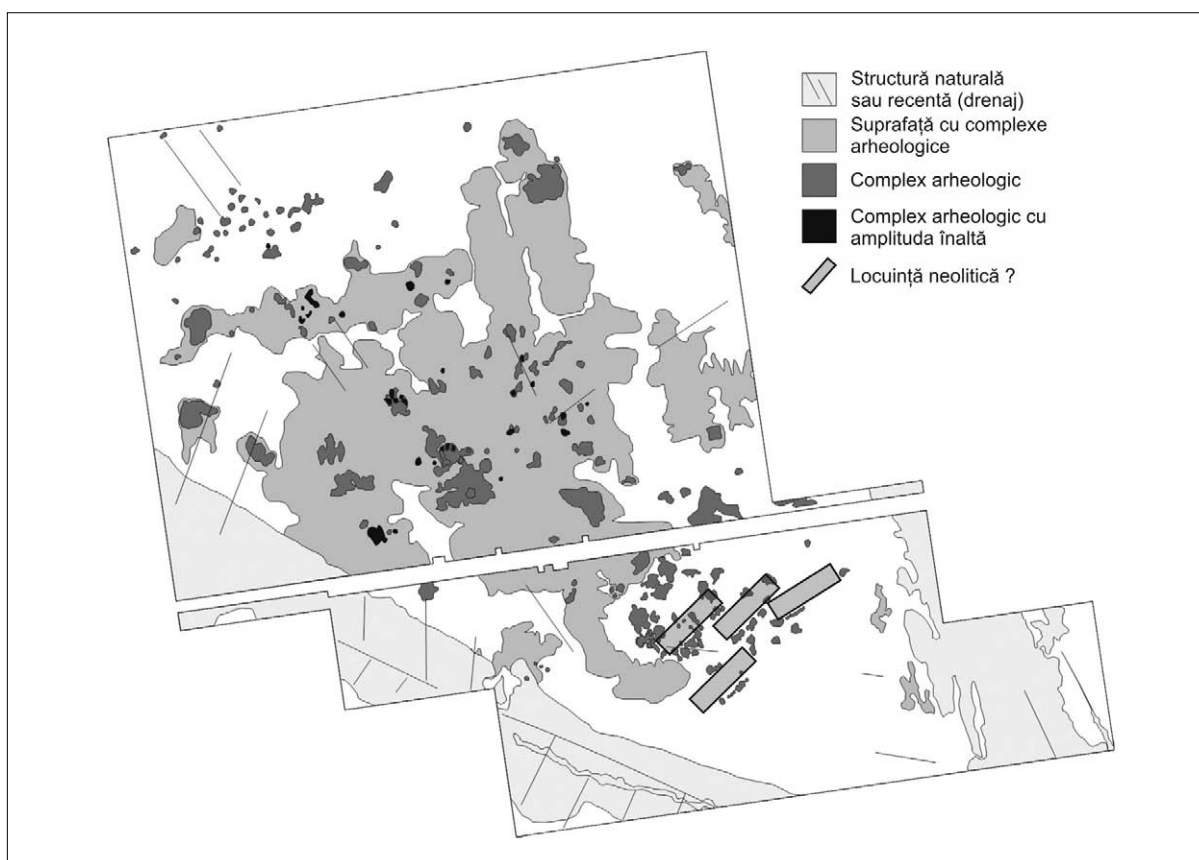 Structură naturală
sau recentă (drenaj)
Suprafață cu complexe
arheologice
Complex arheologic
Complex arheologic cu
amplituda înaltă
Locuință neolitică ?